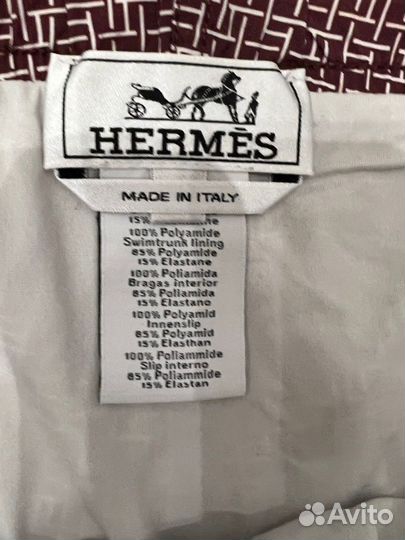 HERMÈS
MADE IN ITALY
15%
100% Polyamide
Swimtrunk lining
85% Polyamide
15% Elastane
100% Poliamida
Bragas interior
85% Poliamida
15% Elastano
100% Polyamid
Innenslip
85% Polyamid
15% Elasthan
100% Poliammide
Slip interno
85% Poliammide
15% Elastan
Avito